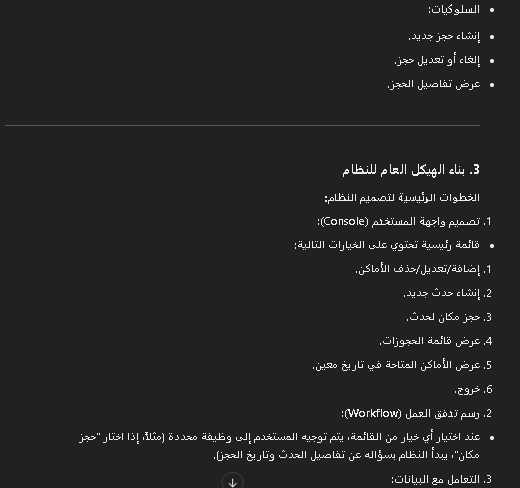 السلوكيات:
إنشاء حجز جديد.
إلغاء أو تعديل حجز.
عرض تفاصيل الحجز.
3. بناء الهيكل العام للنظام
الخطوات الرئيسية لتصميم النظام:
1. تصميم واجهة المستخدم (Console):
قائمة رئيسية تحتوي على الخيارات التالية:
1. إضافة/تعديل/حذف الأماكن.
2. إنشاء حدث جديد.
3. حجز مكان لحدث.
4. عرض قائمة الحجوزات.
5. عرض الأماكن المتاحة في تاريخ معين.
6. خروج.
2. رسم تدفق العمل (Workflow):
عند اختيار أي خيار من القائمة، يتم توجيه المستخدم إلى وظيفة محددة (مثلاً، إذا اختار "حجز
مكان"، يبدأ النظام بسؤاله عن تفاصيل الحدث وتاريخ الحجز).
3. التعامل مع البيانات: